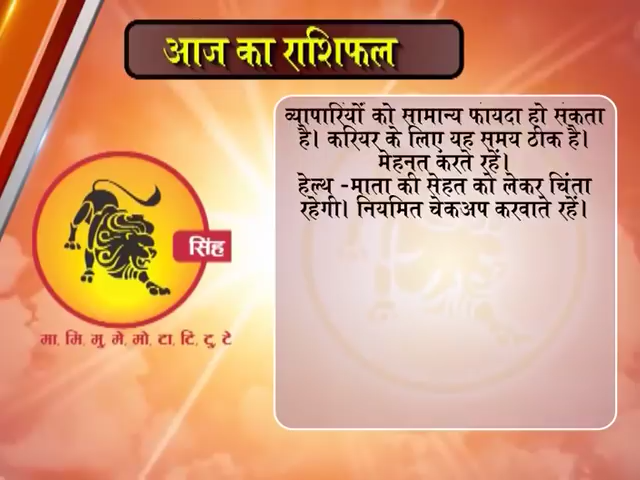 आज का राशिफल
व्यापारियों को सामान्य फायदा हो सकता
है। करियर के लिए यह समय ठीक है।
मेहनत करते रहें।
हेल्थ -माता की सेहत को लेकर चिंता
रहेगी। नियमित चेकअप करवाते रहें।
सिंह
मा, मि, मु, मे, मो, टा, टि, टु, टे